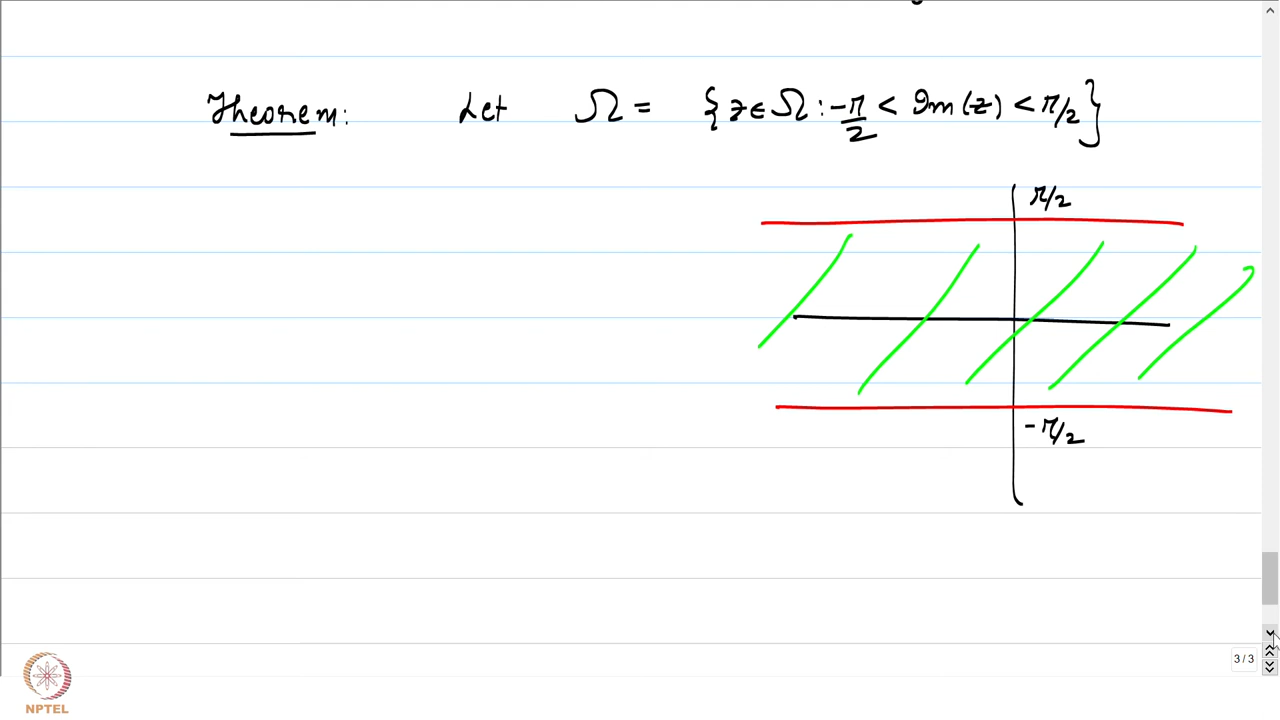 Theorem: Let Ω = {z ∈ Ω : -π/2 < Im(z) < π/2}
π/2
-π/2
3 / 3
NPTEL